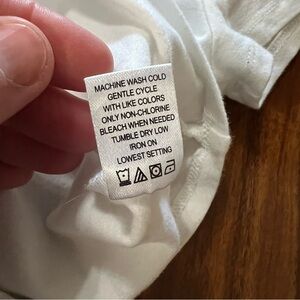 MACHINE WASH COLD
GENTLE CYCLE
WITH LIKE COLORS
ONLY NON-CHLORINE
BLEACH WHEN NEEDED
TUMBLE DRY LOW
IRON ON
LOWEST SETTING